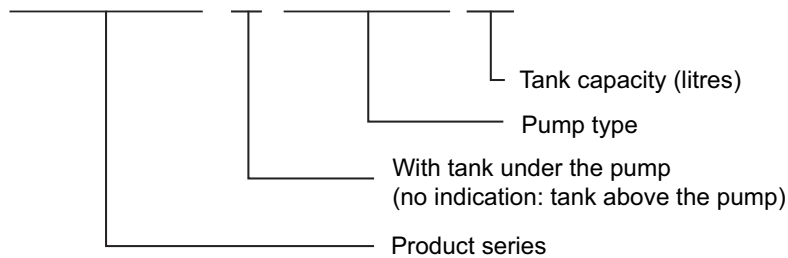 Tank capacity (litres)
Pump type
With tank under the pump
(no indication: tank above the pump)
Product series